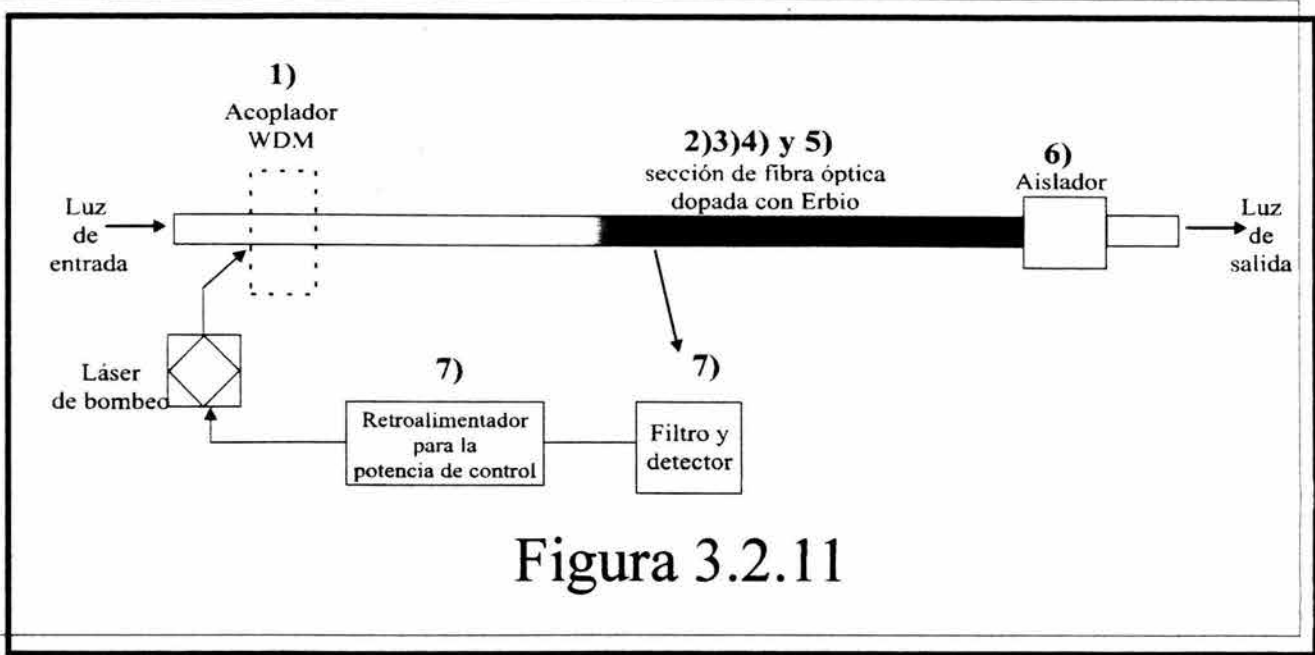 1)
Acoplador
WDM
2)3)4) y 5)
sección de fibra óptica
dopada con Erbio
6)
Aislador
Luz
de
entrada
Luz
de
salida
Láser
de bombeo
7)
Retroalimentador
para la
potencia de control
7)
Filtro y
detector
Figura 3.2.11